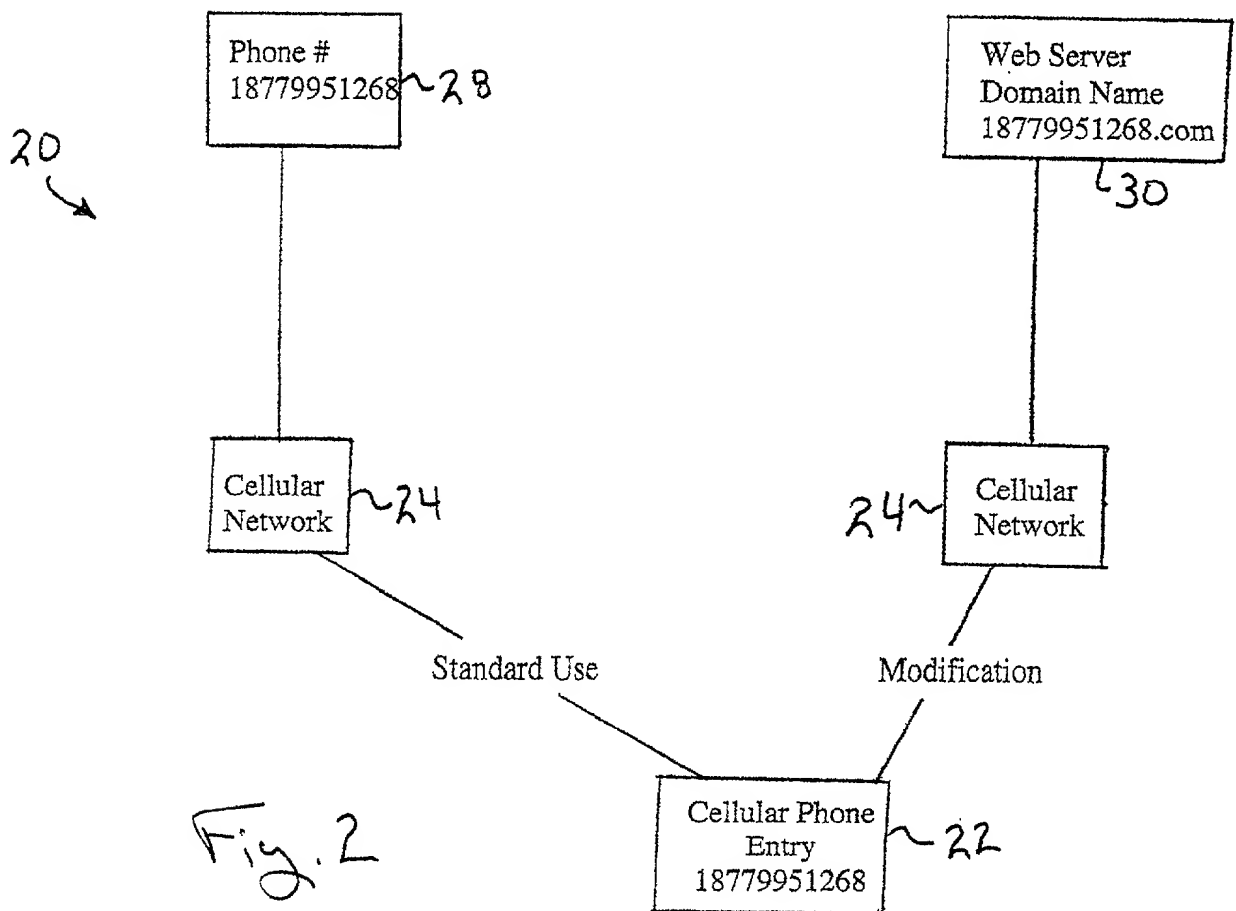 Phone #
18779951268
28
Web Server
Domain Name
18779951268.com
30
20
Cellular
Network
24
24
Cellular
Network
Standard Use
Modification
Cellular Phone
Entry
18779951268
22
Fig. 2